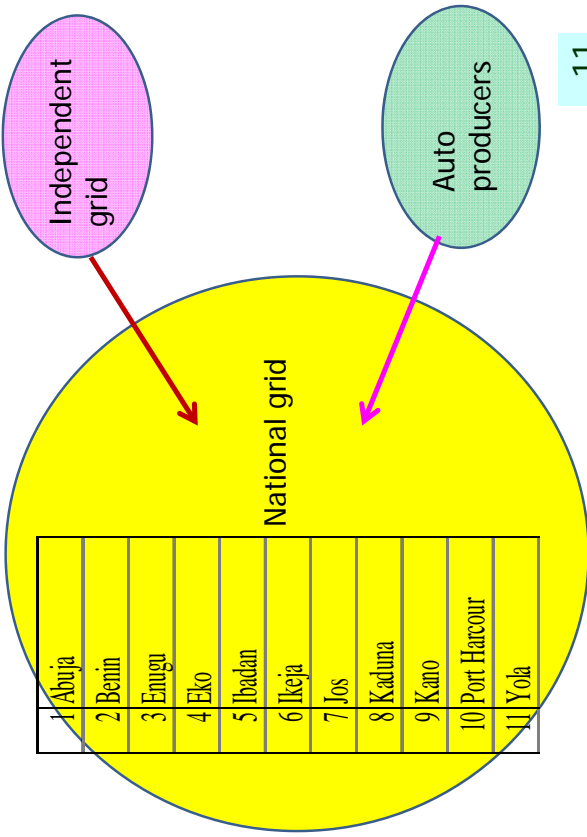 1 Abuja
2 Benin
3 Enugu
4 Eko
5 Ibadan
6 Ikeja
7 Jos
8 Kaduna
9 Kano
10 Port Harcour
11 Yola
National grid
Independent
grid
Auto
producers
11